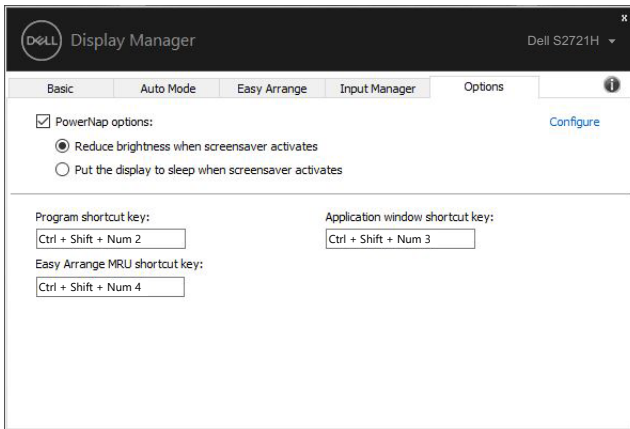 x
DELL Display Manager
Dell S2721H
Basic Auto Mode Easy Arrange Input Manager Options i
PowerNap options: Configure
Reduce brightness when screensaver activates
Put the display to sleep when screensaver activates
Program shortcut key: Application window shortcut key:
Ctrl + Shift + Num 2 Ctrl + Shift + Num 3
Easy Arrange MRU shortcut key:
Ctrl + Shift + Num 4